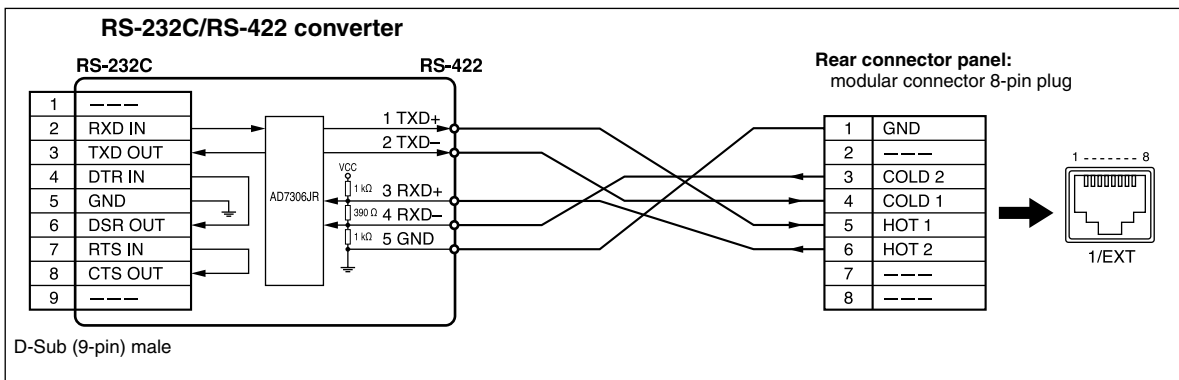 RS-232C/RS-422 converter
RS-232C
RS-422
1 ---
2 RXD IN
3 TXD OUT
4 DTR IN
5 GND
6 DSR OUT
7 RTS IN
8 CTS OUT
9 ---
D-Sub (9-pin) male
AD7306JR
VCC
1 kΩ
390 Ω
1 kΩ
1 TXD+
2 TXD–
3 RXD+
4 RXD–
5 GND
Rear connector panel:
modular connector 8-pin plug
1 GND
2 ---
3 COLD 2
4 COLD 1
5 HOT 1
6 HOT 2
7 ---
8 ---
1 ------- 8
1/EXT